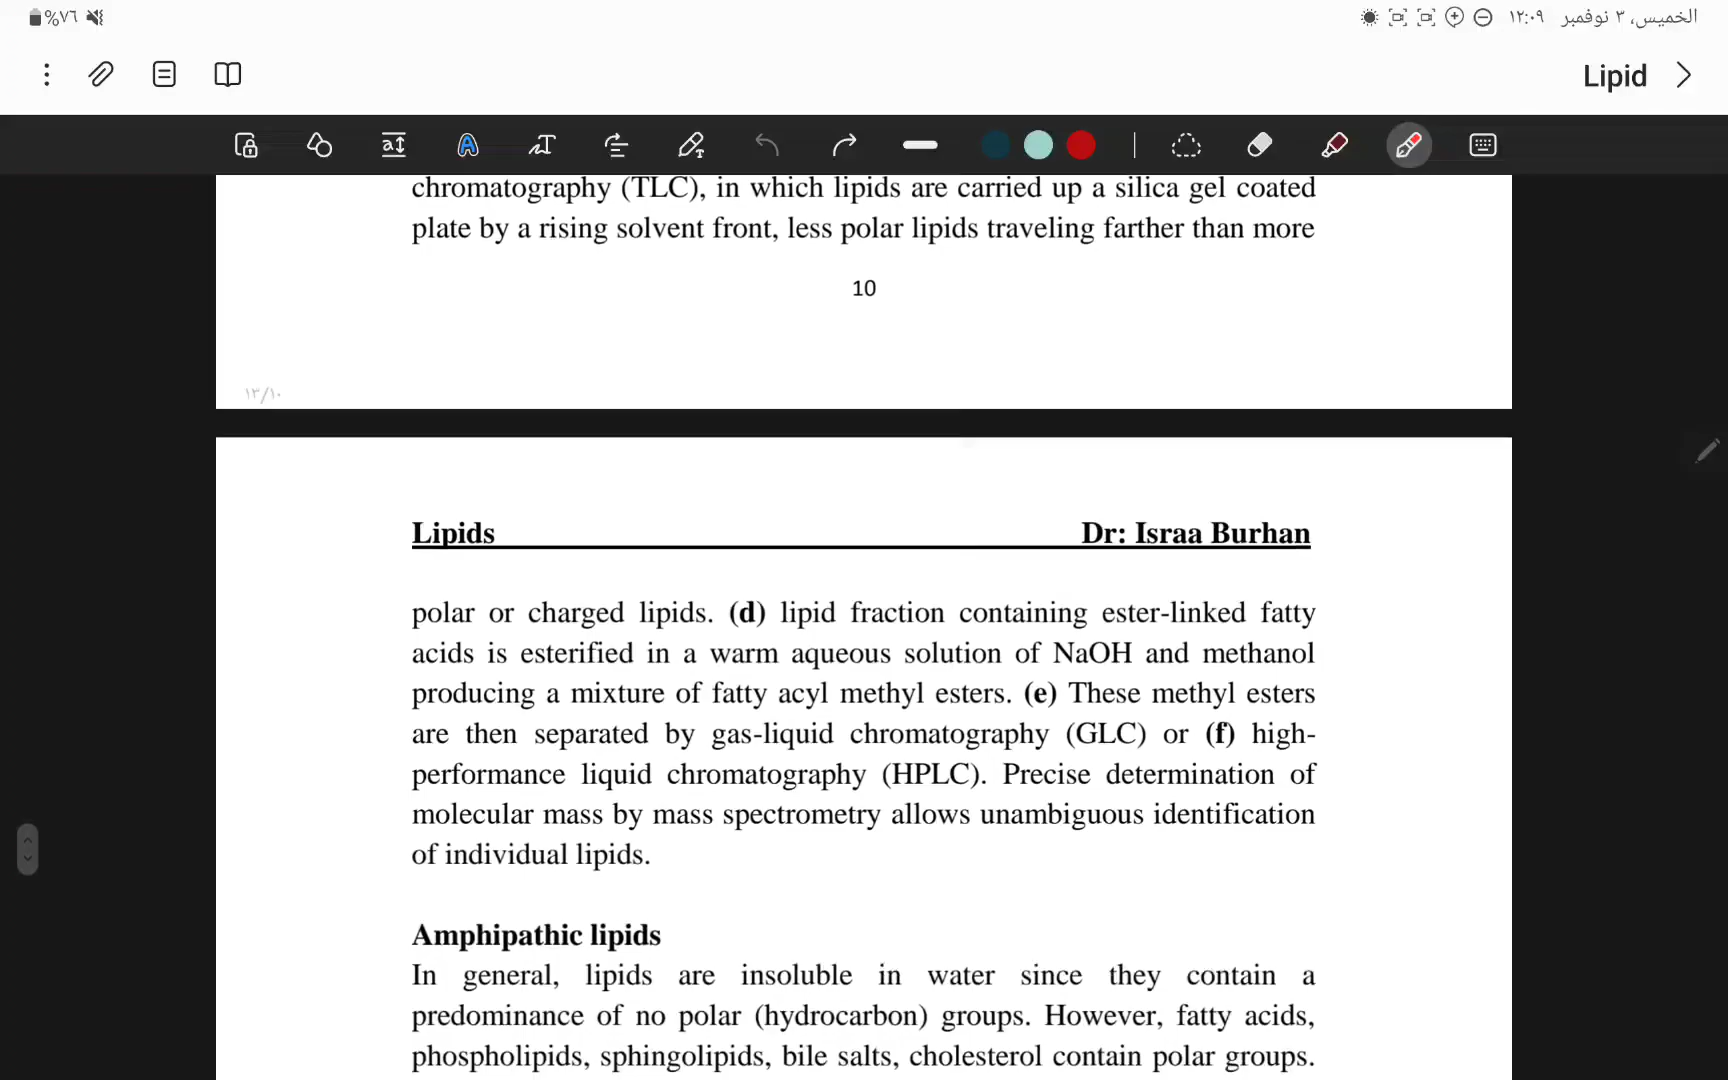 %٧٦
الخميس، ٣ نوفمبر ١٢:٠٩
Lipid
chromatography (TLC), in which lipids are carried up a silica gel coated
plate by a rising solvent front, less polar lipids traveling farther than more
10
١٣/١٠
Lipids Dr: Israa Burhan
polar or charged lipids. (d) lipid fraction containing ester-linked fatty
acids is esterified in a warm aqueous solution of NaOH and methanol
producing a mixture of fatty acyl methyl esters. (e) These methyl esters
are then separated by gas-liquid chromatography (GLC) or (f) high-
performance liquid chromatography (HPLC). Precise determination of
molecular mass by mass spectrometry allows unambiguous identification
of individual lipids.
Amphipathic lipids
In general, lipids are insoluble in water since they contain a
predominance of no polar (hydrocarbon) groups. However, fatty acids,
phospholipids, sphingolipids, bile salts, cholesterol contain polar groups.